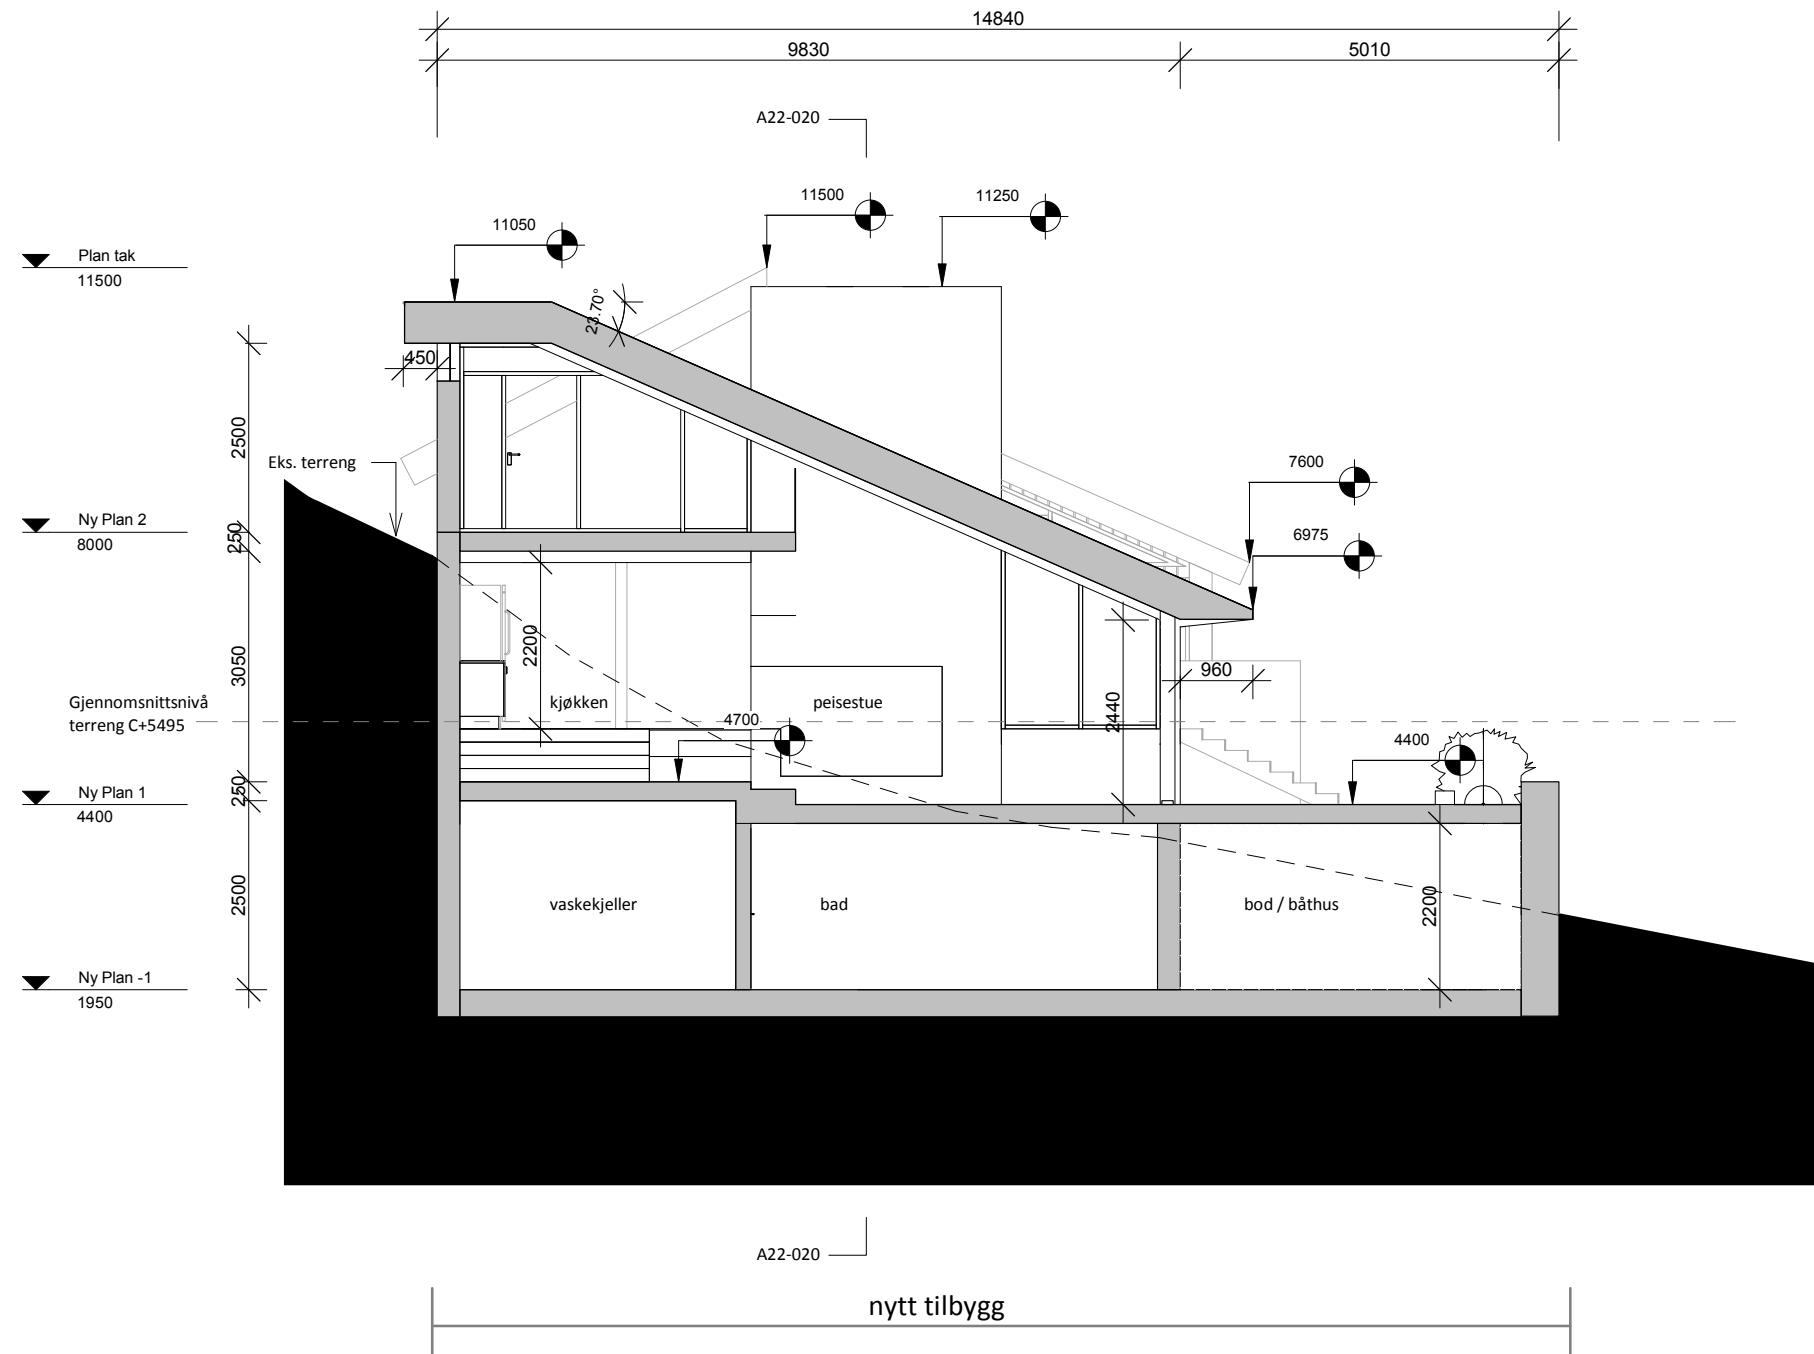 14840
9830
5010
A22-020
11500
11250
11050
Plan tak
11500
23.70°
450
2500
Eks. terreng
7600
Ny Plan 2
8000
250
6975
2200
3050
960
Gjennomsnittsnivå
terreng C+5495
kjøkken
peisestue
2440
4700
4400
Ny Plan 1
4400
250
2500
vaskekjeller
bad
bod / båthus
2200
Ny Plan -1
1950
A22-020
nytt tilbygg